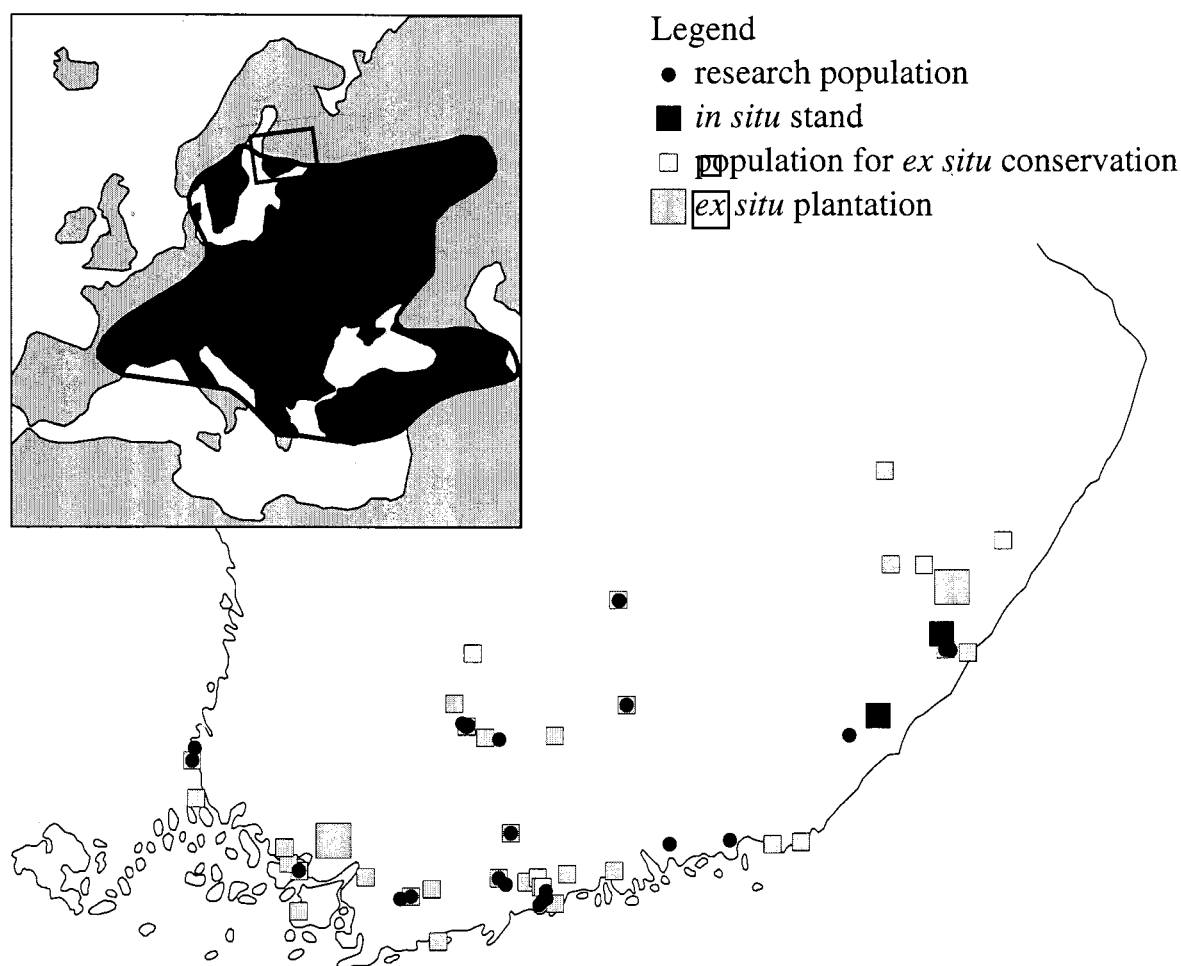 Legend
research population
in situ stand
population for ex situ conservation
ex situ plantation